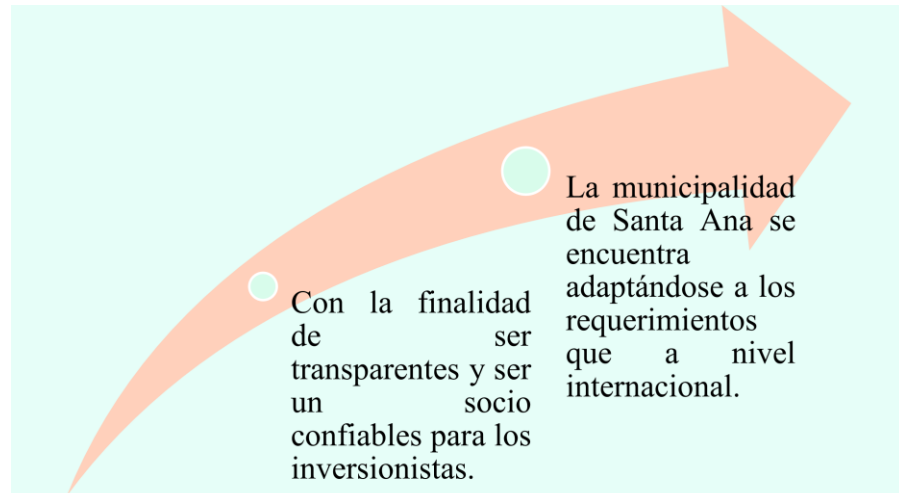 Con la finalidad
de ser
transparentes y ser
un socio
confiables para los
inversionistas.
La municipalidad
de Santa Ana se
encuentra
adaptándose a los
requerimientos
que a nivel
internacional.